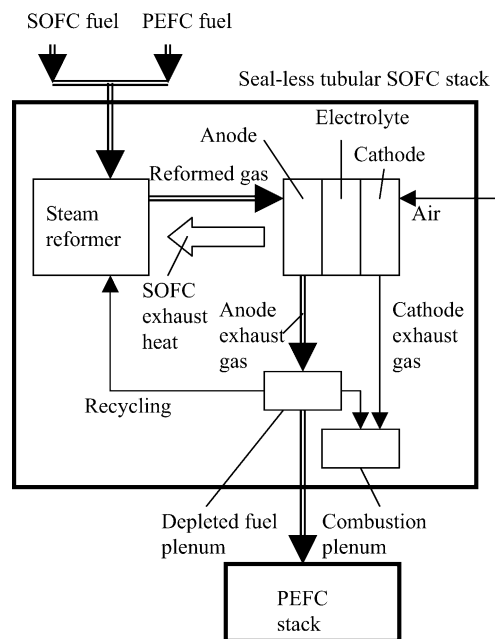 SOFC fuel
PEFC fuel
Seal-less tubular SOFC stack
Electrolyte
Anode
Cathode
Reformed gas
Steam
reformer
Air
SOFC
exhaust
heat
Anode
exhaust
gas
Cathode
exhaust
gas
Recycling
Depleted fuel
plenum
Combustion
plenum
PEFC
stack